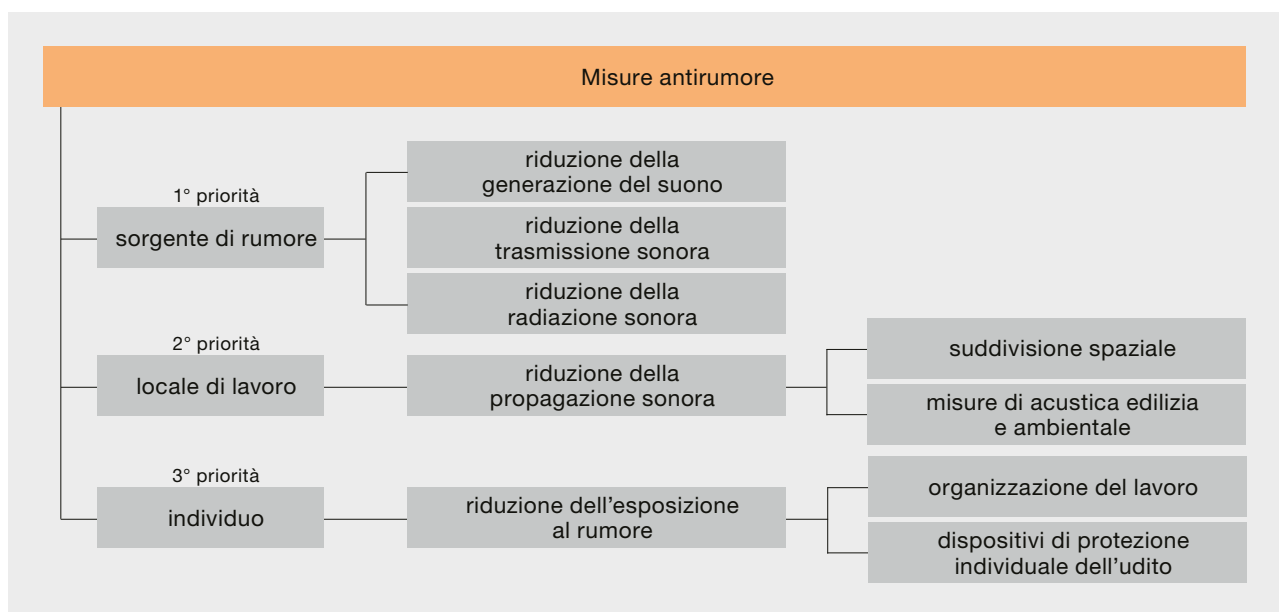 Misure antirumore
1° priorità
sorgente di rumore
riduzione della
generazione del suono
riduzione della
trasmissione sonora
riduzione della
radiazione sonora
2° priorità
locale di lavoro
riduzione della
propagazione sonora
suddivisione spaziale
misure di acustica edilizia
e ambientale
3° priorità
individuo
riduzione dell'esposizione
al rumore
organizzazione del lavoro
dispositivi di protezione
individuale dell'udito